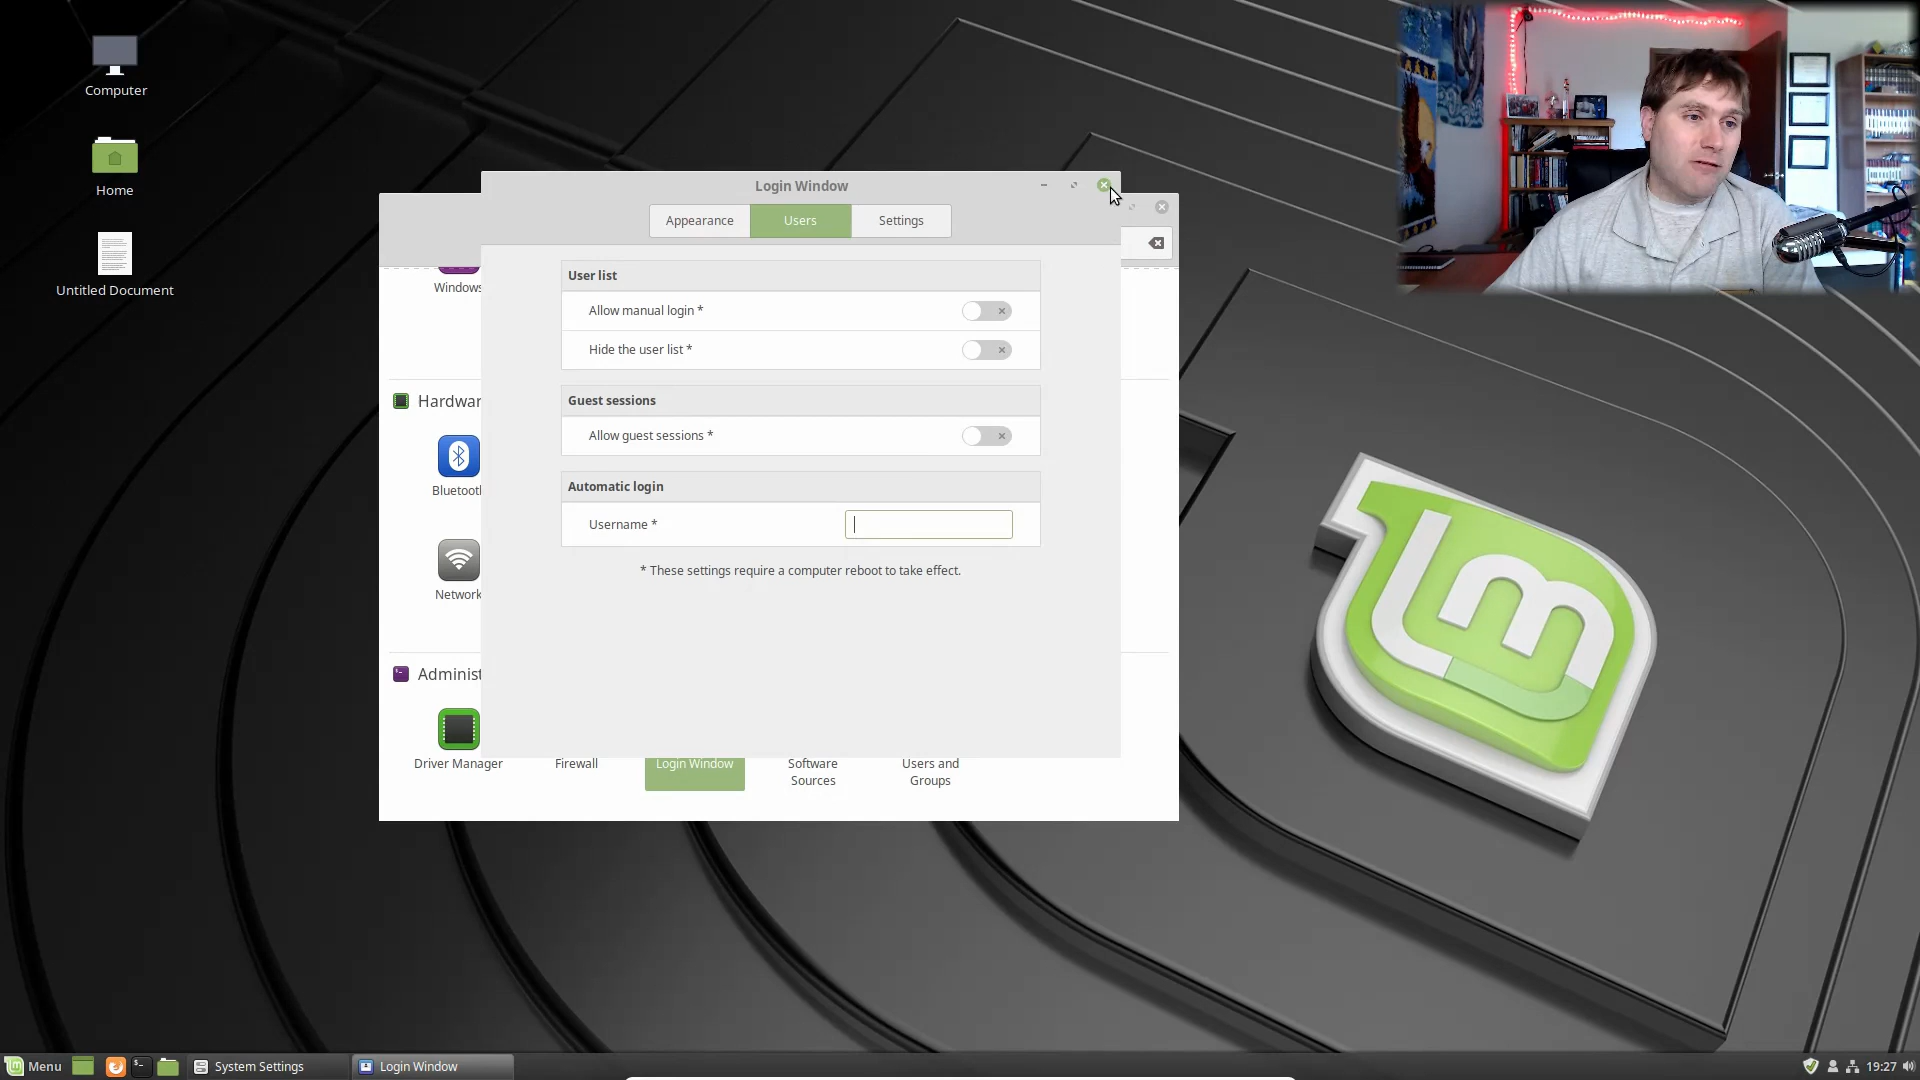 Computer
Home
Untitled Document
Login Window
Appearance
Users
Settings
User list
Allow manual login *
Hide the user list *
Guest sessions
Allow guest sessions *
Automatic login
Username *
* These settings require a computer reboot to take effect.
Windows
Hardwar
Bluetoot
Network
Administ
Driver Manager
Firewall
Login Window
Software
Sources
Users and
Groups
Menu
System Settings
Login Window
19:27